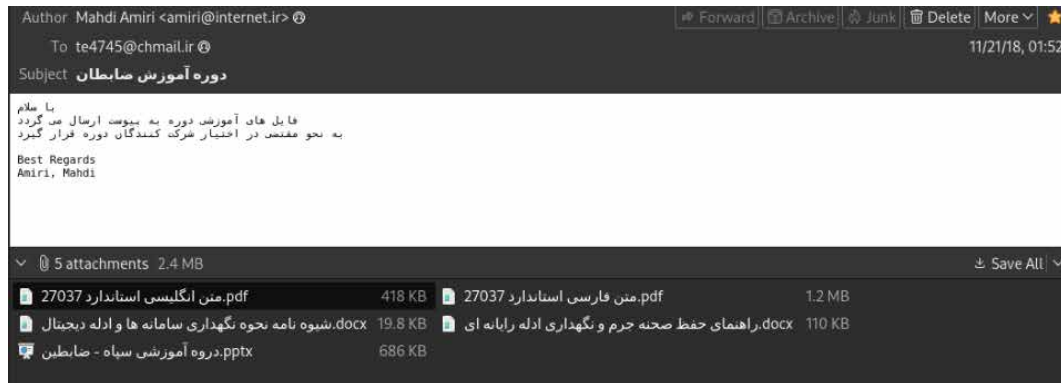 Author Mahdi Amiri <amiri@internet.ir>
Forward Archive Junk Delete More
To te4745@chmail.ir
11/21/18, 01:52
Subject دوره آموزش ضابطان
با سلام
فایل های آموزشی دوره به پیوست ارسال می گردد
به نحو مقتضی در اختیار شرکت کنندگان دوره قرار گیرد
Best Regards
Amiri, Mahdi
5 attachments 2.4 MB
Save All
متن انگلیسی استاندارد 27037.pdf 418 KB
متن فارسی استاندارد 27037.pdf 1.2 MB
شیوه نامه نحوه نگهداری سامانه ها و ادله دیجیتال.docx 19.8 KB
راهنمای حفظ صحنه جرم و نگهداری ادله رایانه ای.docx 110 KB
دروه آموزشی سپاه - ضابطین.pptx 686 KB